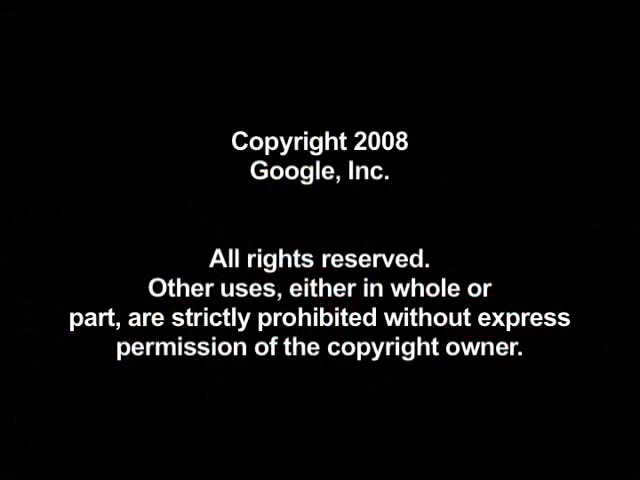 Copyright 2008
Google, Inc.
All rights reserved.
Other uses, either in whole or
part, are strictly prohibited without express
permission of the copyright owner.